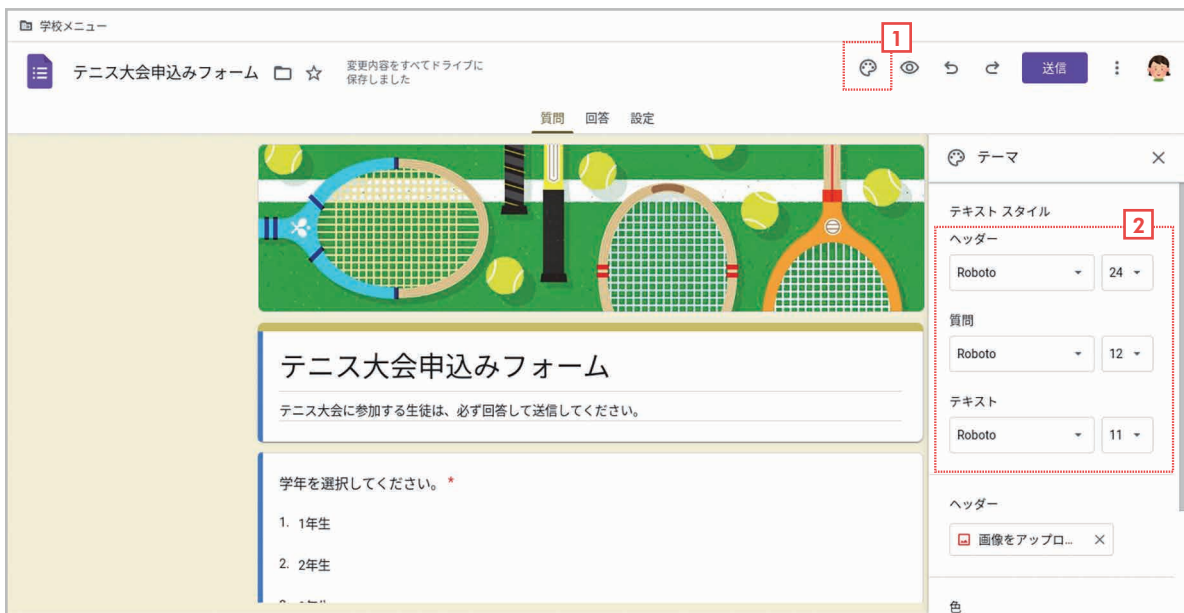 学校メニュー
1
テニス大会申込みフォーム
変更内容をすべてドライブに
保存しました
送信
質問 回答 設定
テーマ
テキスト スタイル
2
ヘッダー
Roboto 24
質問
Roboto 12
テキスト
Roboto 11
ヘッダー
画像をアップロ...
色
テニス大会申込みフォーム
テニス大会に参加する生徒は、必ず回答して送信してください。
学年を選択してください。 *
1. 1年生
2. 2年生